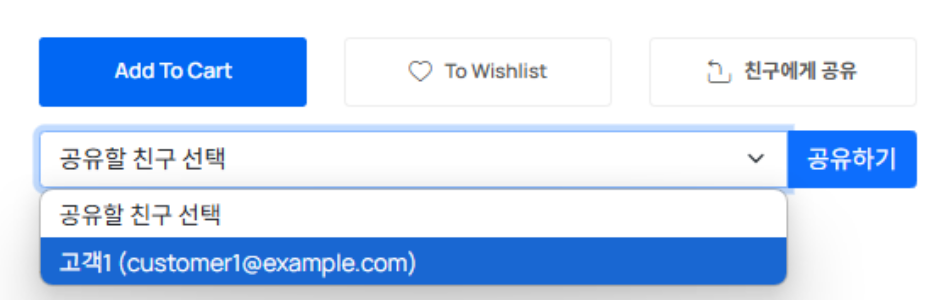 Add To Cart
To Wishlist
친구에게 공유
공유할 친구 선택
공유하기
공유할 친구 선택
고객1 (customer1@example.com)